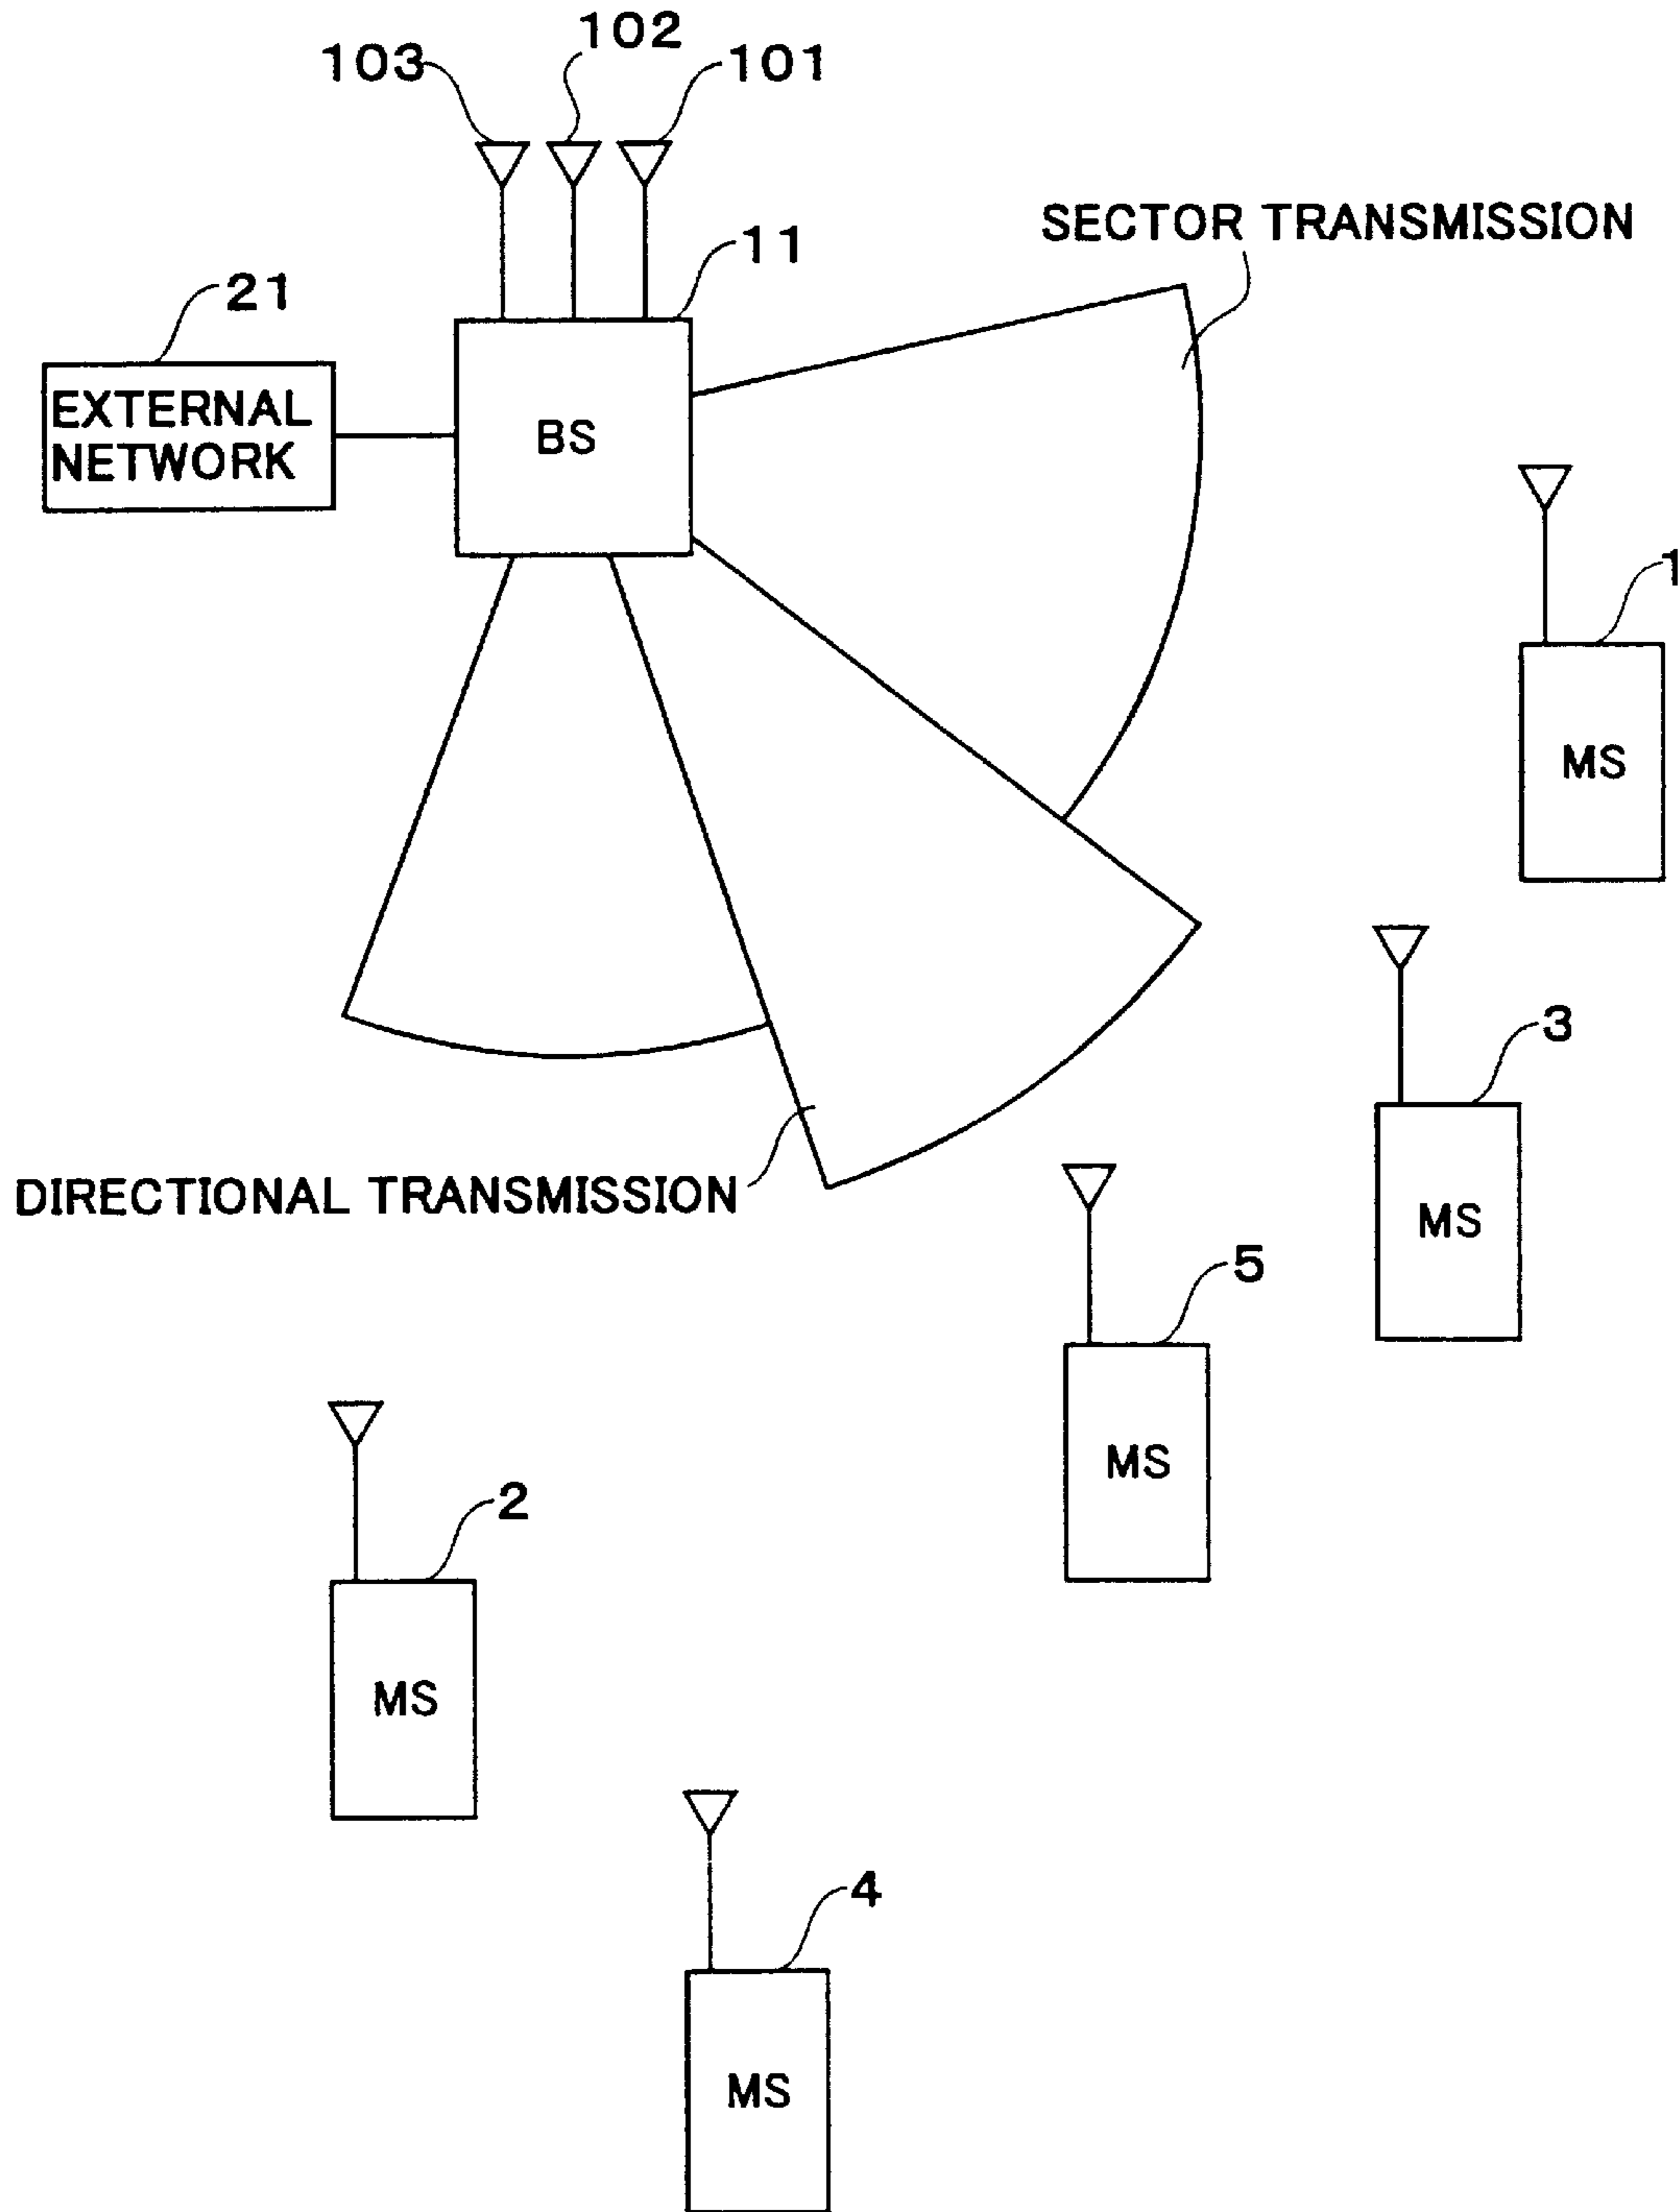 102
103
101
SECTOR TRANSMISSION
11
21
EXTERNAL
NETWORK
BS
1
MS
3
MS
DIRECTIONAL TRANSMISSION
5
MS
2
MS
4
MS